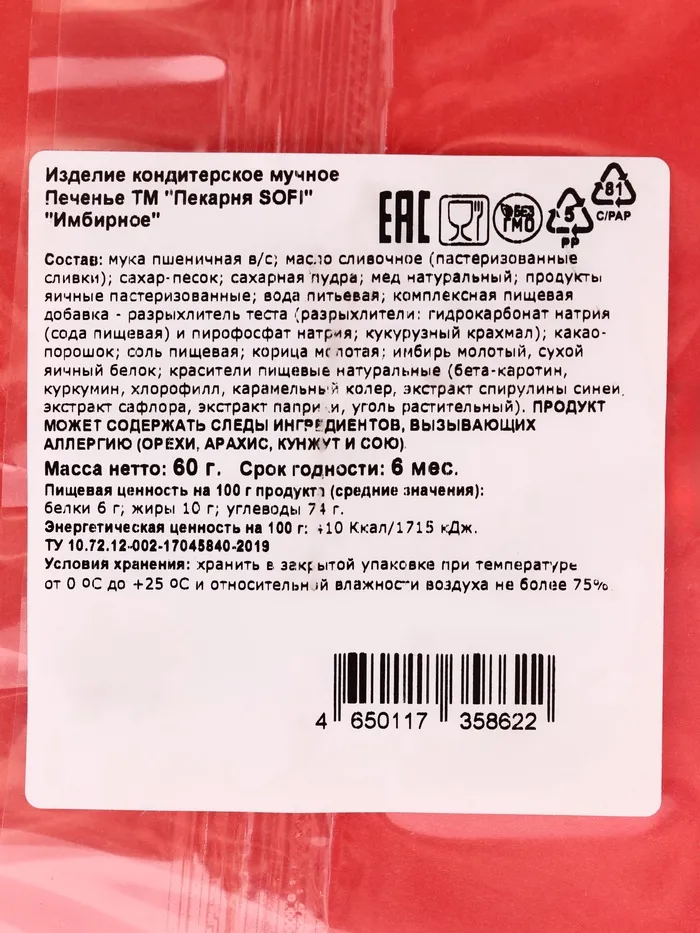 Изделие кондитерское мучное
Печенье ТМ "Пекарня SOFI"
"Имбирное"
EAC
БЕЗ
ГМО
5
PP
81
C/PAP
Состав: мука пшеничная в/с; масло сливочное (пастеризованные
сливки); сахар-песок; сахарная пудра; мед натуральный; продукты
яичные пастеризованные; вода питьевая; комплексная пищевая
добавка - разрыхлитель теста (разрыхлители: гидрокарбонат натрия
(сода пищевая) и пирофосфат натрия; кукурузный крахмал); какао-
порошок; соль пищевая; корица молотая; имбирь молотый, сухой
яичный белок; красители пищевые натуральные (бета-каротин,
куркумин, хлорофилл, карамельный колер, экстракт спирулины синей,
экстракт сафлора, экстракт паприки, уголь растительный). ПРОДУКТ
МОЖЕТ СОДЕРЖАТЬ СЛЕДЫ ИНГРЕДИЕНТОВ, ВЫЗЫВАЮЩИХ
АЛЛЕРГИЮ (ОРЕХИ, АРАХИС, КУНЖУТ И СОЮ).
Масса нетто: 60 г. Срок годности: 6 мес.
Пищевая ценность на 100 г продукта (средние значения):
белки 6 г; жиры 10 г; углеводы 74 г.
Энергетическая ценность на 100 г: 410 Ккал/1715 кДж.
ТУ 10.72.12-002-17045840-2019
Условия хранения: хранить в закрытой упаковке при температуре
от 0 ºС до +25 ºС и относительной влажности воздуха не более 75%.
4 650117 358622